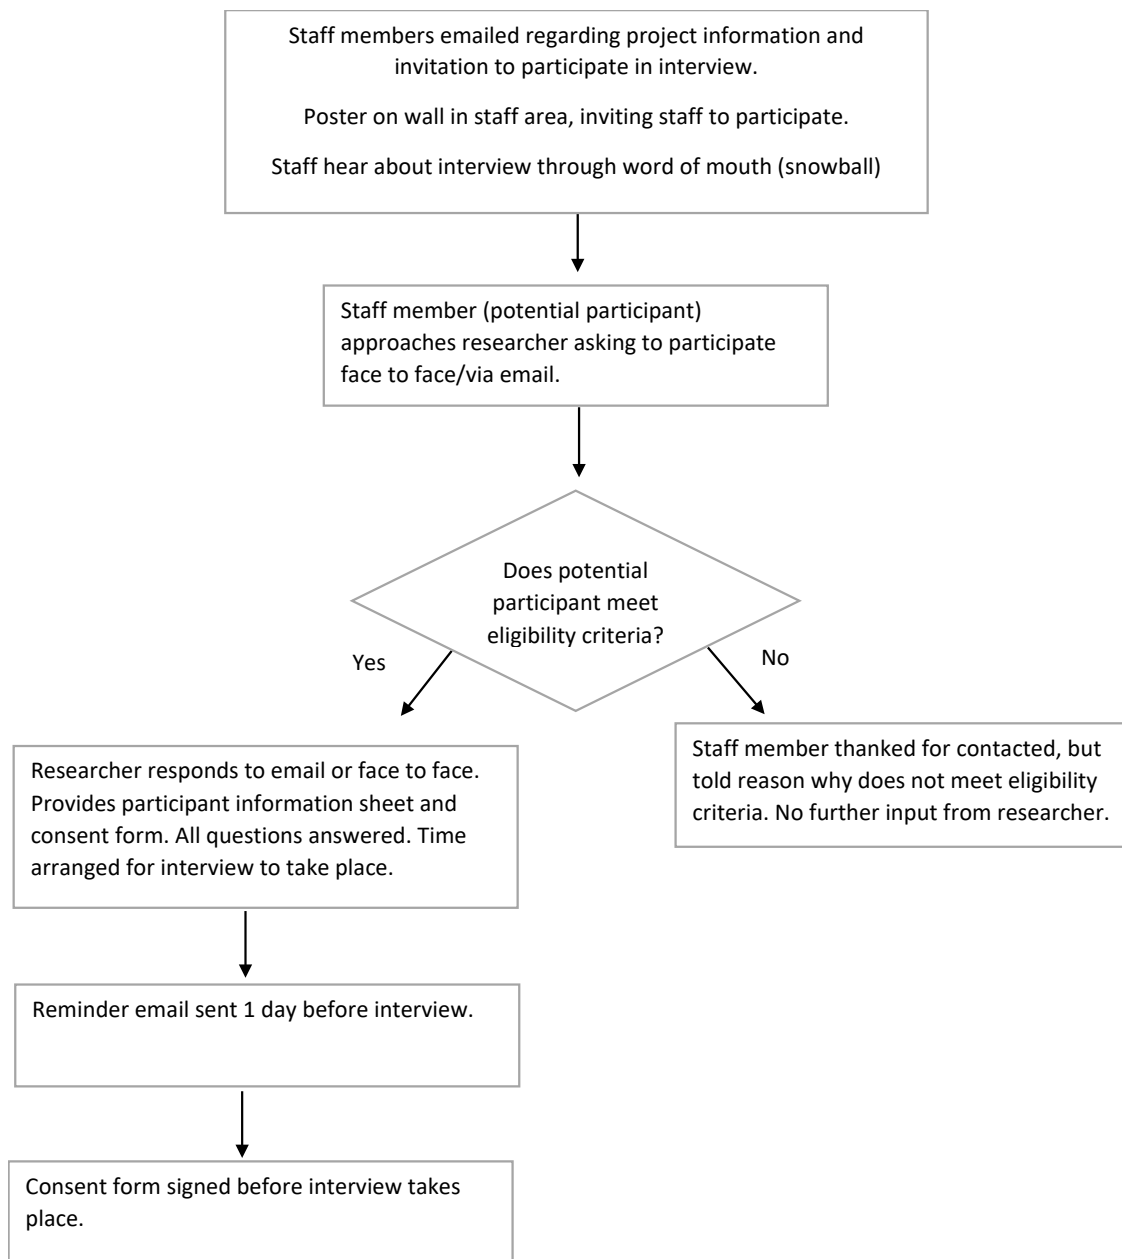 Staff members emailed regarding project information and
invitation to participate in interview.
Poster on wall in staff area, inviting staff to participate.
Staff hear about interview through word of mouth (snowball)
Staff member (potential participant)
approaches researcher asking to participate
face to face/via email.
Does potential
participant meet
eligibility criteria?
Yes
No
Researcher responds to email or face to face.
Provides participant information sheet and
consent form. All questions answered. Time
arranged for interview to take place.
Staff member thanked for contacted, but
told reason why does not meet eligibility
criteria. No further input from researcher.
Reminder email sent 1 day before interview.
Consent form signed before interview takes
place.